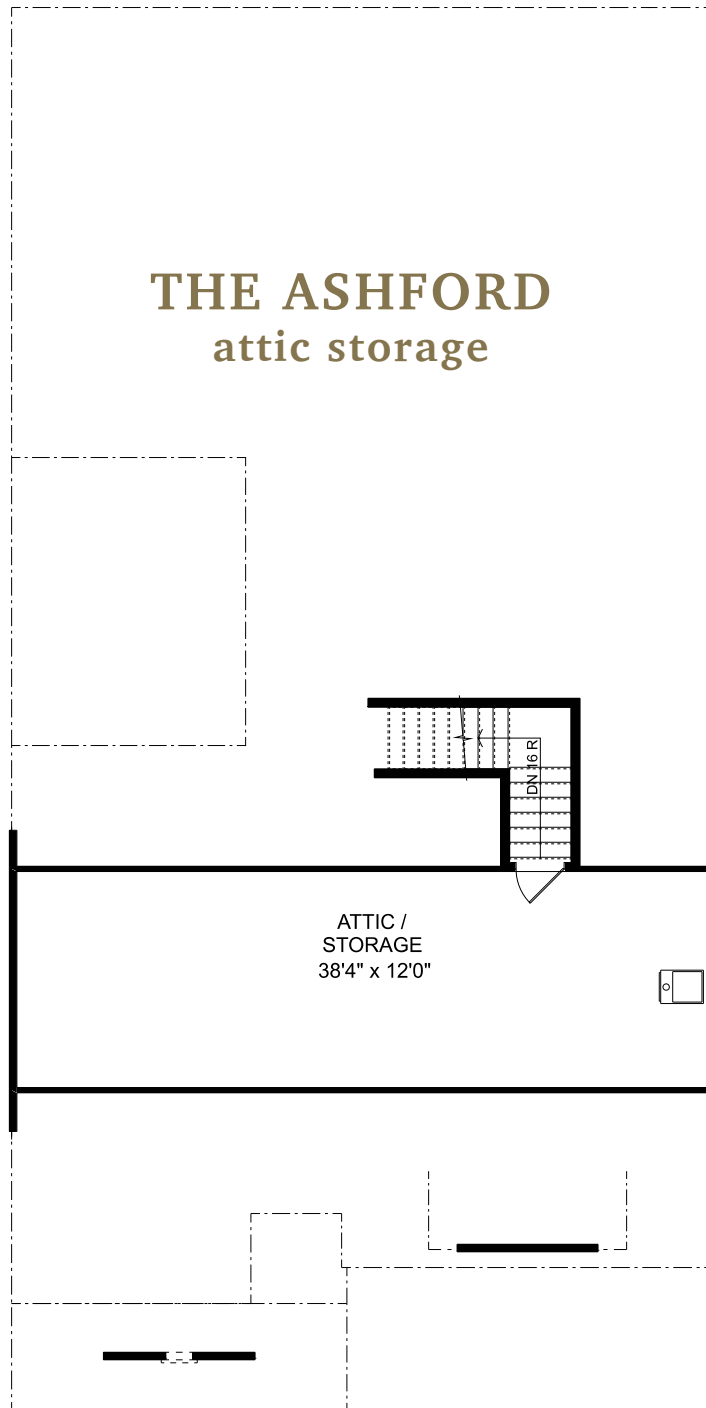 THE ASHFORD
attic storage
DN 16 R
ATTIC /
STORAGE
38'4" x 12'0"